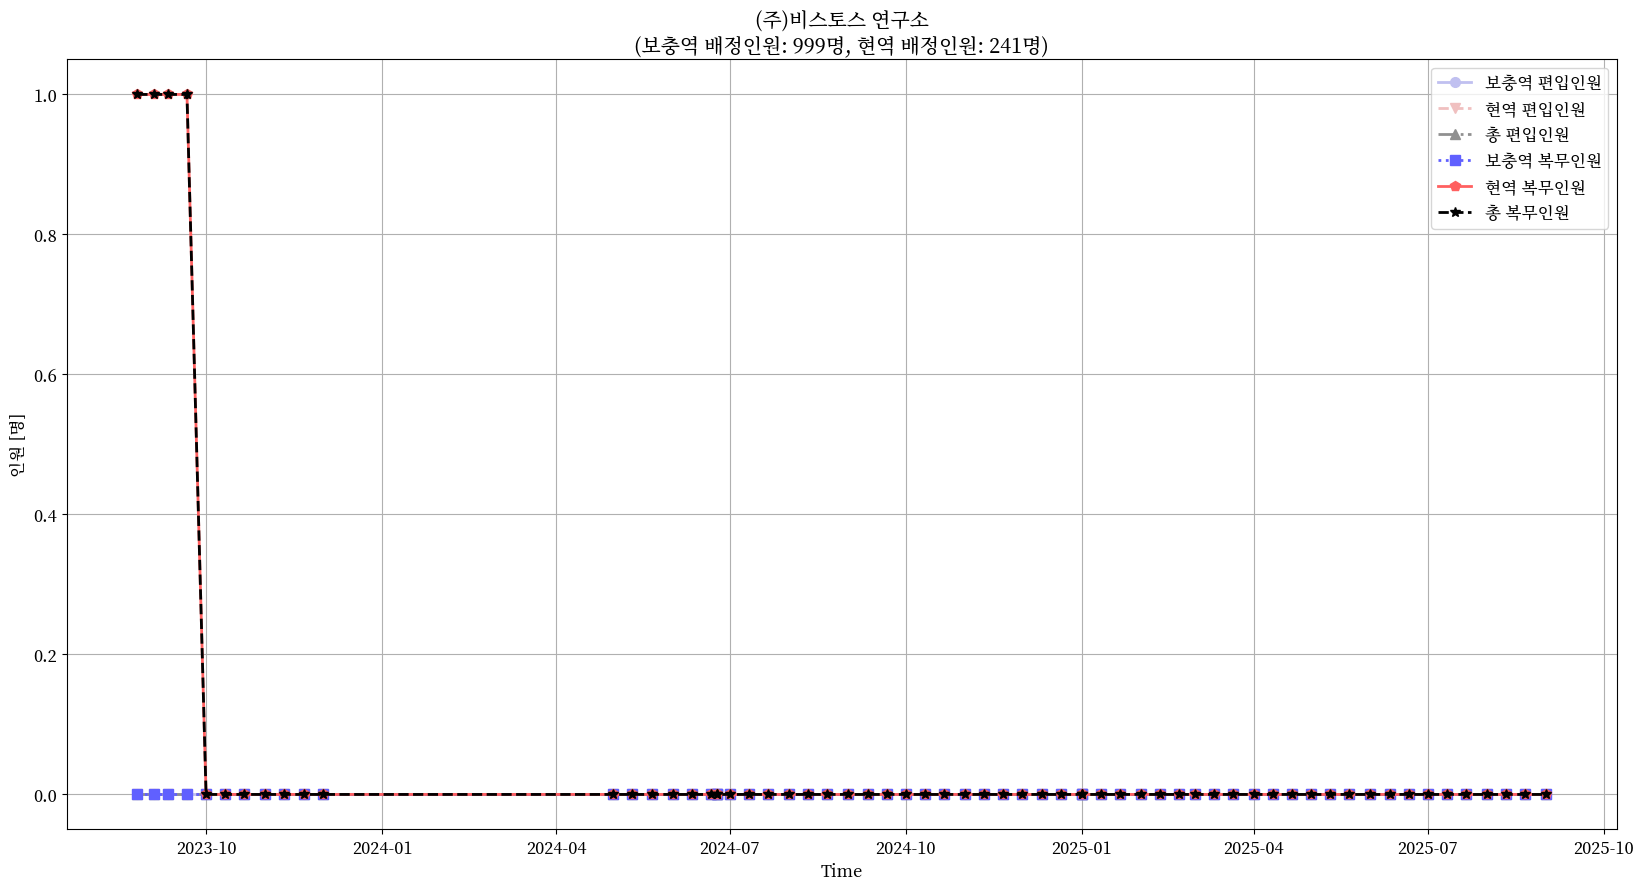 (주)비스토스 연구소
(보충역 배정인원: 999명, 현역 배정인원: 241명)
보충역 편입인원
현역 편입인원
총 편입인원
보충역 복무인원
현역 복무인원
총 복무인원
1.0
0.8
0.6
0.4
0.2
0.0
인원 [명]
2023-10 2024-01 2024-04 2024-07 2024-10 2025-01 2025-04 2025-07 2025-10
Time